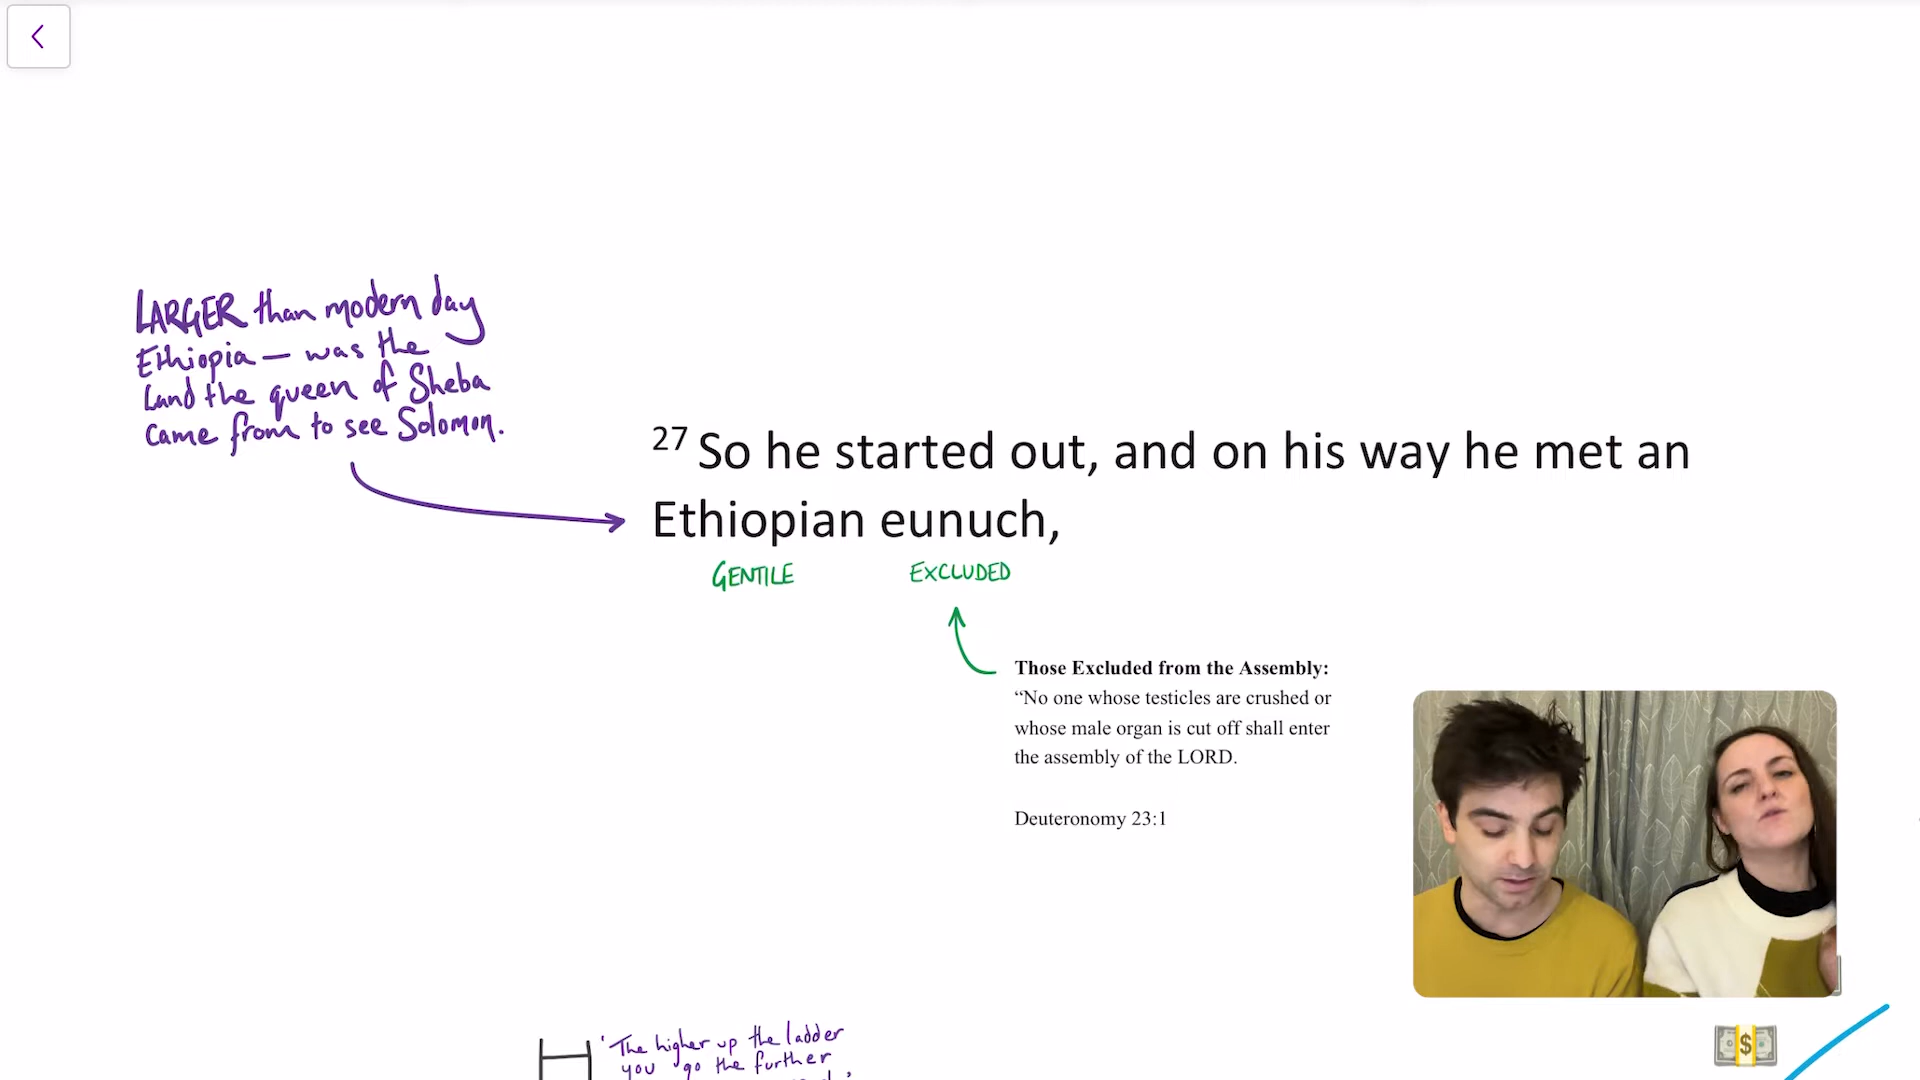 LARGER than modern day
Ethiopia — was the
Land the queen of Sheba
Came from to see Solomon.
27 So he started out, and on his way he met an
Ethiopian eunuch,
GENTILE
EXCLUDED
Those Excluded from the Assembly:
“No one whose testicles are crushed or
whose male organ is cut off shall enter
the assembly of the LORD.
Deuteronomy 23:1
'The higher up the ladder
you go the further
$